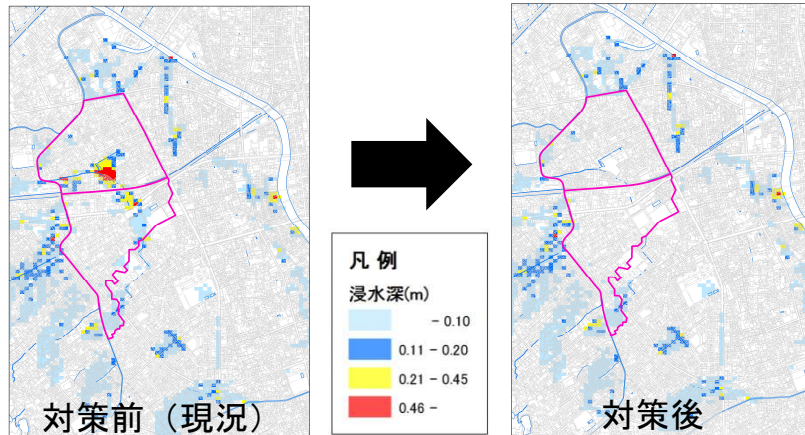 凡 例
浸水深(m)
- 0.10
0.11 - 0.20
0.21 - 0.45
0.46 -
対策前（現況）
対策後